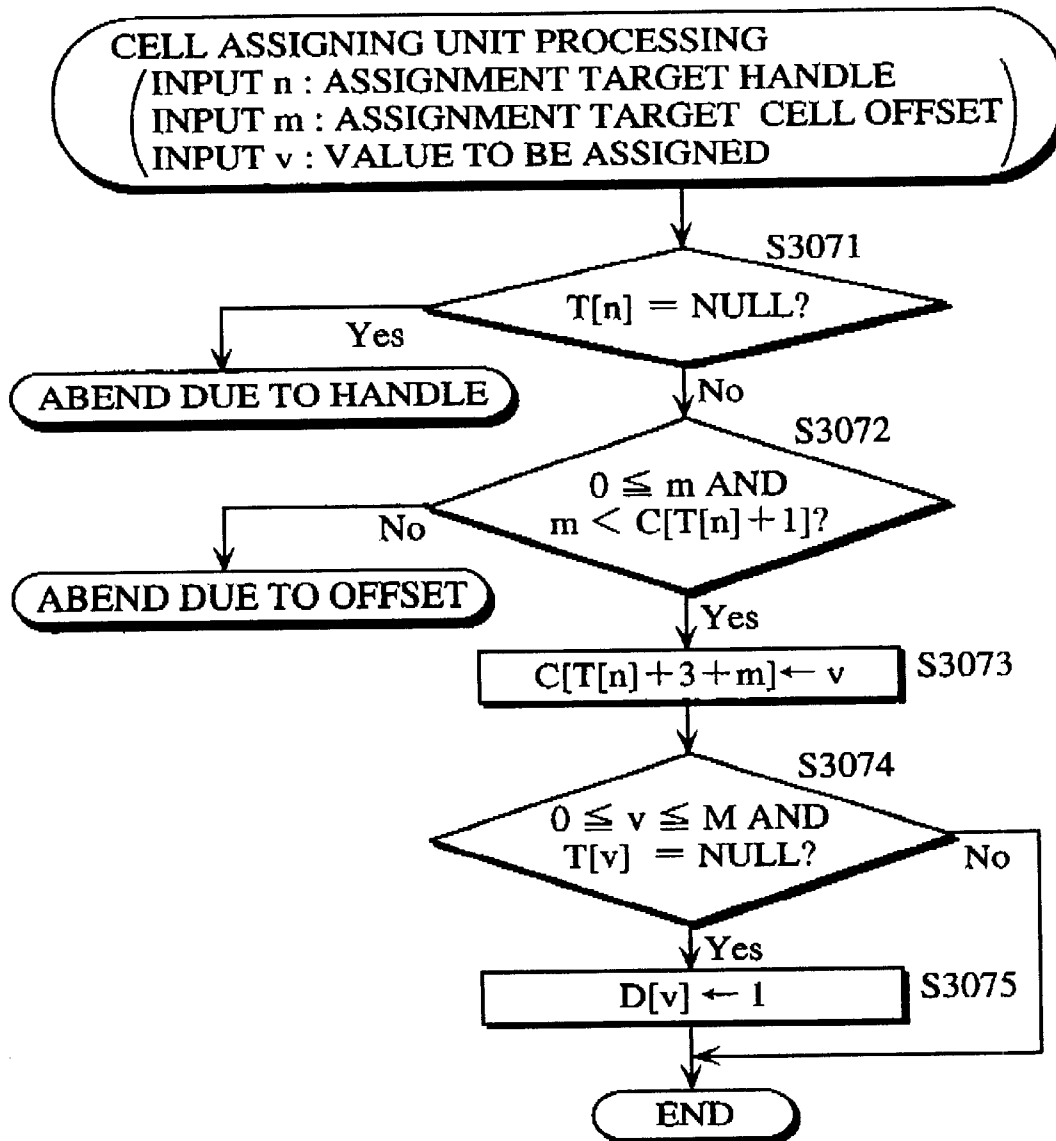 CELL ASSIGNING UNIT PROCESSING
INPUT n : ASSIGNMENT TARGET HANDLE
INPUT m : ASSIGNMENT TARGET CELL OFFSET
INPUT v : VALUE TO BE ASSIGNED
S3071
T[n] = NULL?
Yes
ABEND DUE TO HANDLE
No
S3072
0 ≦ m AND
m < C[T[n]+1]?
No
ABEND DUE TO OFFSET
Yes
C[T[n]+3+m]← v
S3073
S3074
0 ≦ v ≦ M AND
T[v] = NULL?
No
Yes
D[v] ← 1
S3075
END